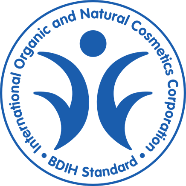 International Organic and Natural Cosmetics Corporation
• BDIH Standard •